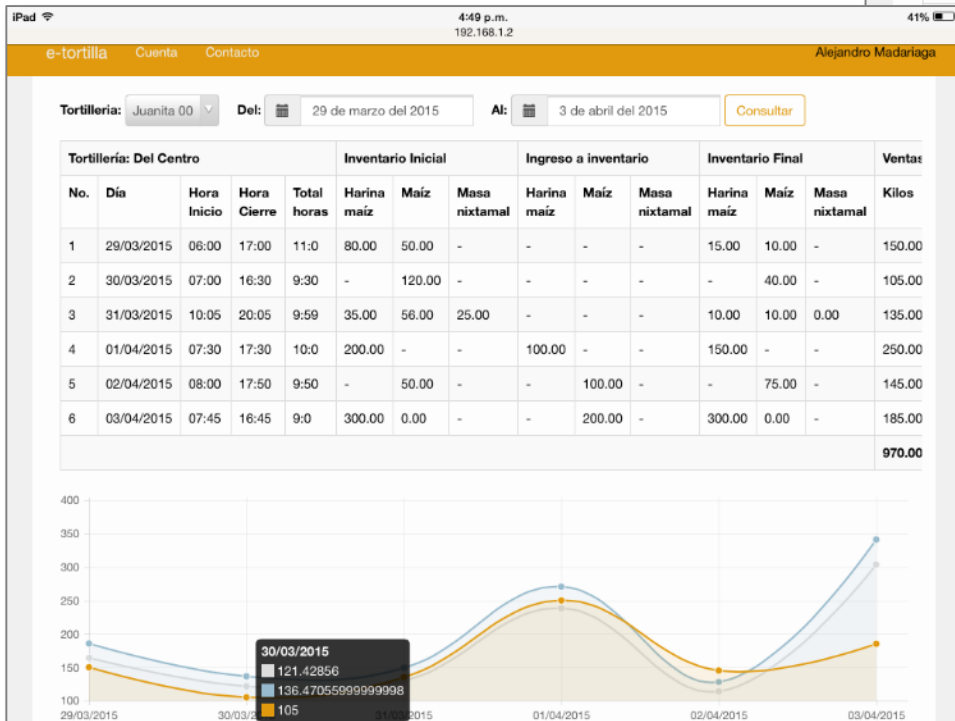 iPad 4:49 p.m. 41%
192.168.1.2
e-tortilla Cuenta Contacto Alejandro Madariaga
Tortilleria: Juanita 00 Del: 29 de marzo del 2015 Al: 3 de abril del 2015 Consultar
Tortillería: Del Centro Inventario Inicial Ingreso a inventario Inventario Final Ventas
No. Día Hora Inicio Hora Cierre Total horas Harina maíz Maíz Masa nixtamal Harina maíz Maíz Masa nixtamal Harina maíz Maíz Masa nixtamal Kilos
1 29/03/2015 06:00 17:00 11:0 80.00 50.00 - - - - 15.00 10.00 - 150.00
2 30/03/2015 07:00 16:30 9:30 - 120.00 - - - - - 40.00 - 105.00
3 31/03/2015 10:05 20:05 9:59 35.00 56.00 25.00 - - - 10.00 10.00 0.00 135.00
4 01/04/2015 07:30 17:30 10:0 200.00 - - 100.00 - - 150.00 - - 250.00
5 02/04/2015 08:00 17:50 9:50 - 50.00 - - 100.00 - - 75.00 - 145.00
6 03/04/2015 07:45 16:45 9:0 300.00 0.00 - - 200.00 - 300.00 0.00 - 185.00
970.00
400
350
300
250
200
150
100
30/03/2015
121.42856
136.47055999999998
105
29/03/2015 30/03/2 31/03/2015 01/04/2015 02/04/2015 03/04/2015